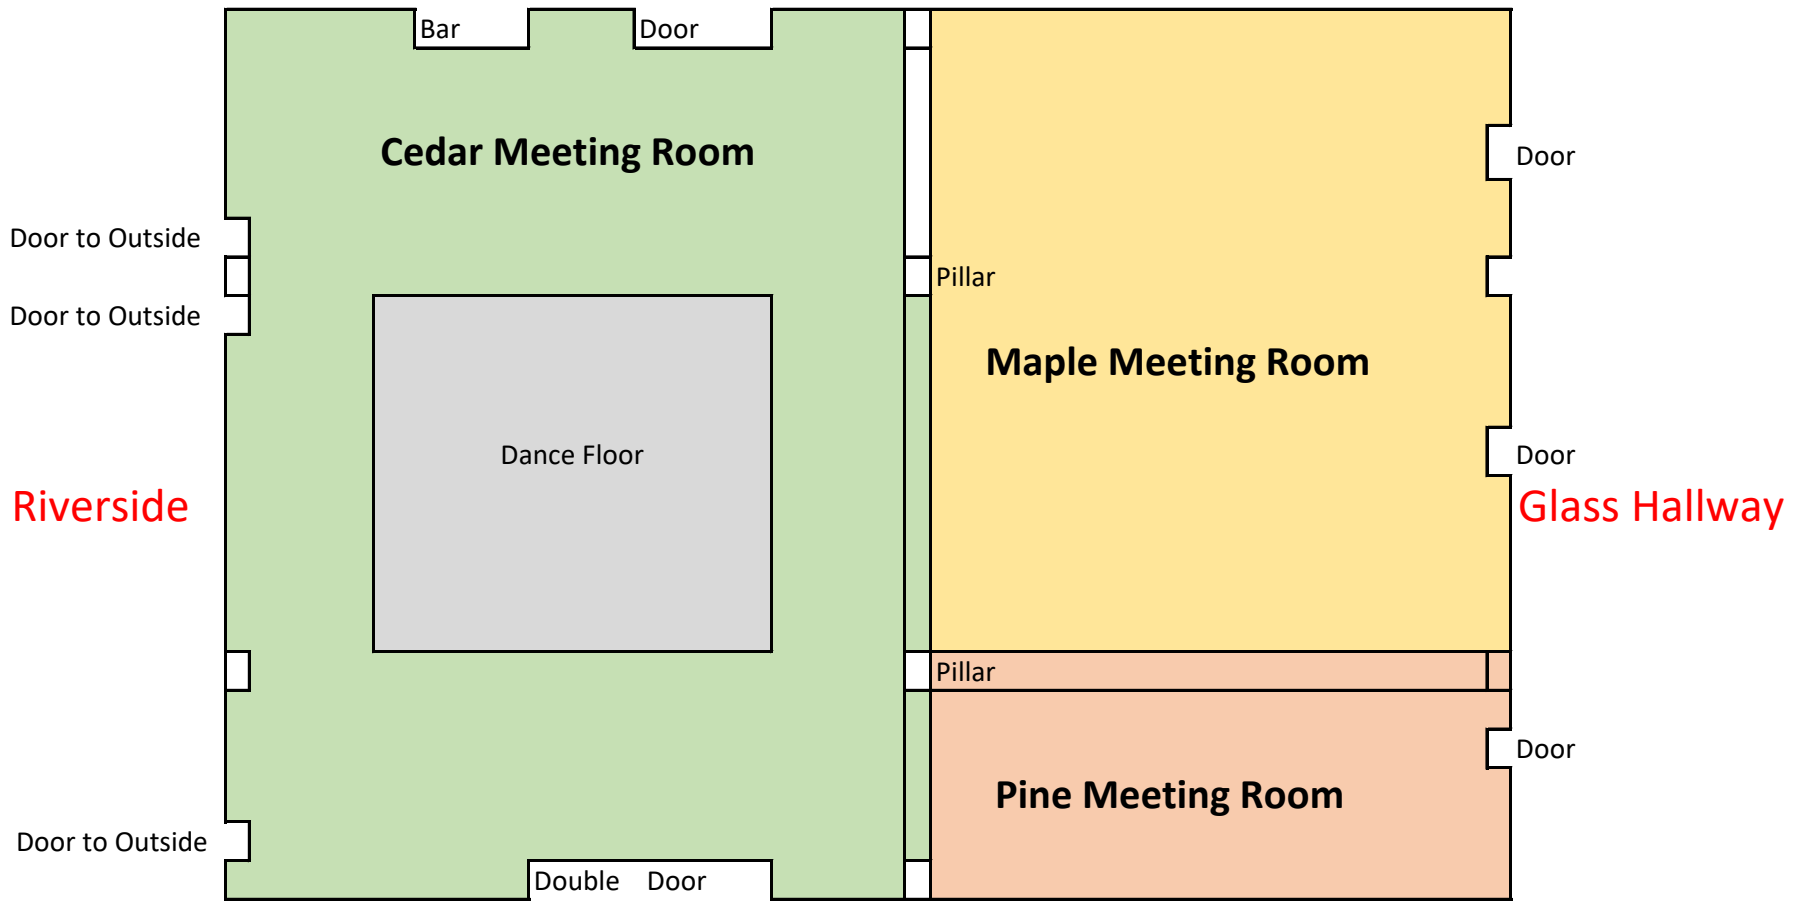 Bar
Door
Cedar Meeting Room
Door
Door to Outside
Pillar
Door to Outside
Maple Meeting Room
Dance Floor
Door
Riverside
Glass Hallway
Pillar
Door
Pine Meeting Room
Door to Outside
Double Door